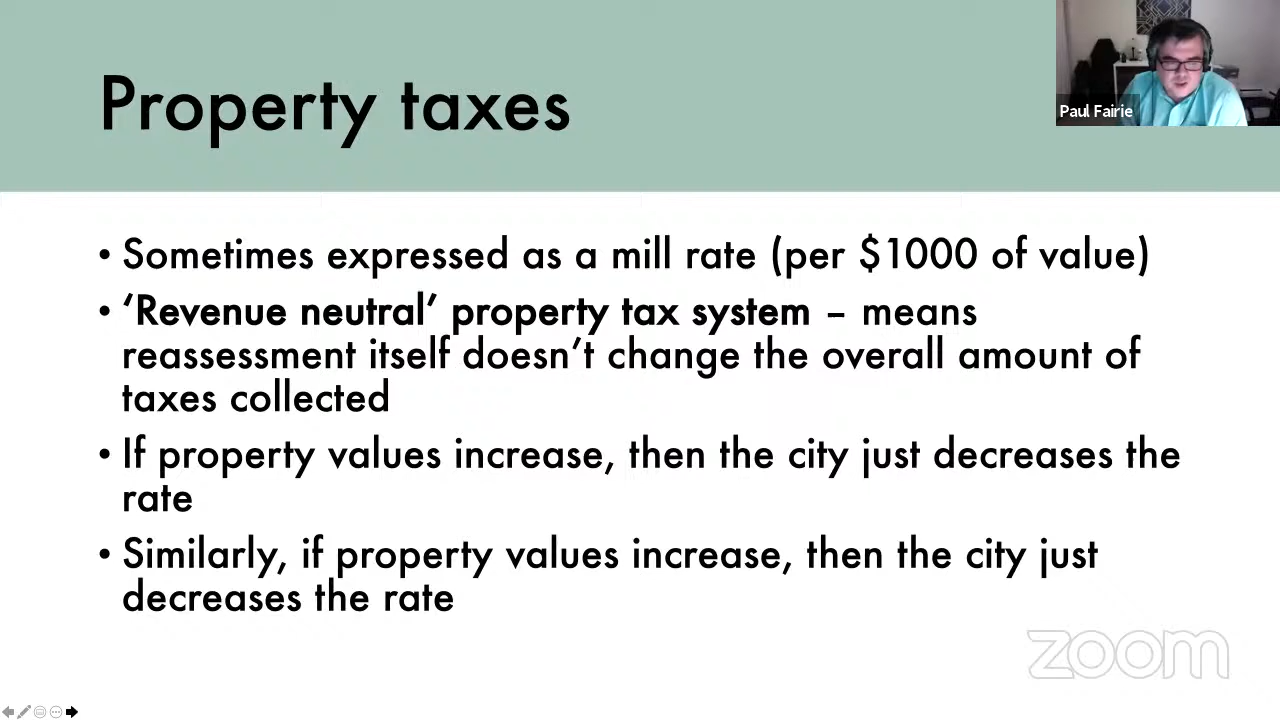 Property taxes
Paul Fairie
• Sometimes expressed as a mill rate (per $1000 of value)
• ‘Revenue neutral’ property tax system – means
reassessment itself doesn’t change the overall amount of
taxes collected
• If property values increase, then the city just decreases the
rate
• Similarly, if property values increase, then the city just
decreases the rate
zoom